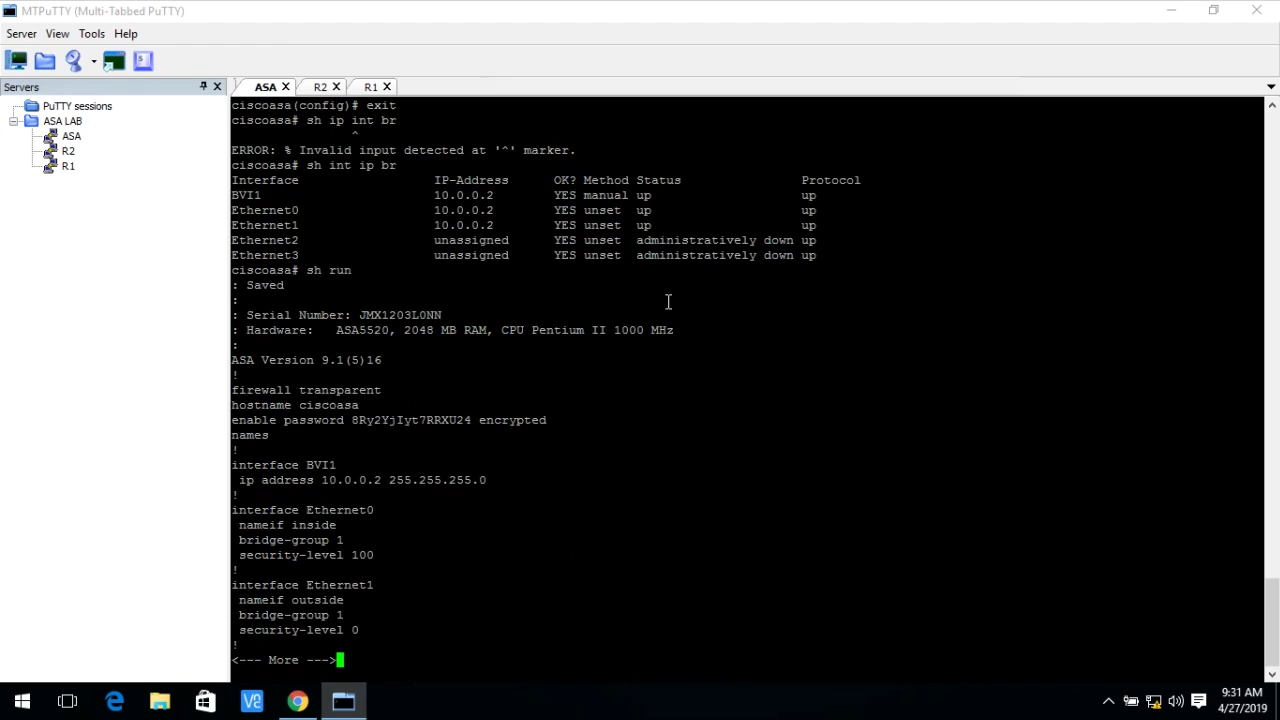 MTPuTTY (Multi-Tabbed PuTTY)
Server View Tools Help
Servers
PuTTY sessions
ASA LAB
ASA
R2
R1
ASA R2 R1
ciscoasa(config)# exit
ciscoasa# sh ip int br
^
ERROR: % Invalid input detected at '^' marker.
ciscoasa# sh int ip br
Interface IP-Address OK? Method Status Protocol
BVI1 10.0.0.2 YES manual up up
Ethernet0 10.0.0.2 YES unset up up
Ethernet1 10.0.0.2 YES unset up up
Ethernet2 unassigned YES unset administratively down up
Ethernet3 unassigned YES unset administratively down up
ciscoasa# sh run
: Saved
:
: Serial Number: JMX1203L0NN
: Hardware: ASA5520, 2048 MB RAM, CPU Pentium II 1000 MHz
:
ASA Version 9.1(5)16
!
firewall transparent
hostname ciscoasa
enable password 8Ry2YjIyt7RRXU24 encrypted
names
!
interface BVI1
ip address 10.0.0.2 255.255.255.0
!
interface Ethernet0
nameif inside
bridge-group 1
security-level 100
!
interface Ethernet1
nameif outside
bridge-group 1
security-level 0
!
<--- More --->
9:31 AM
4/27/2019